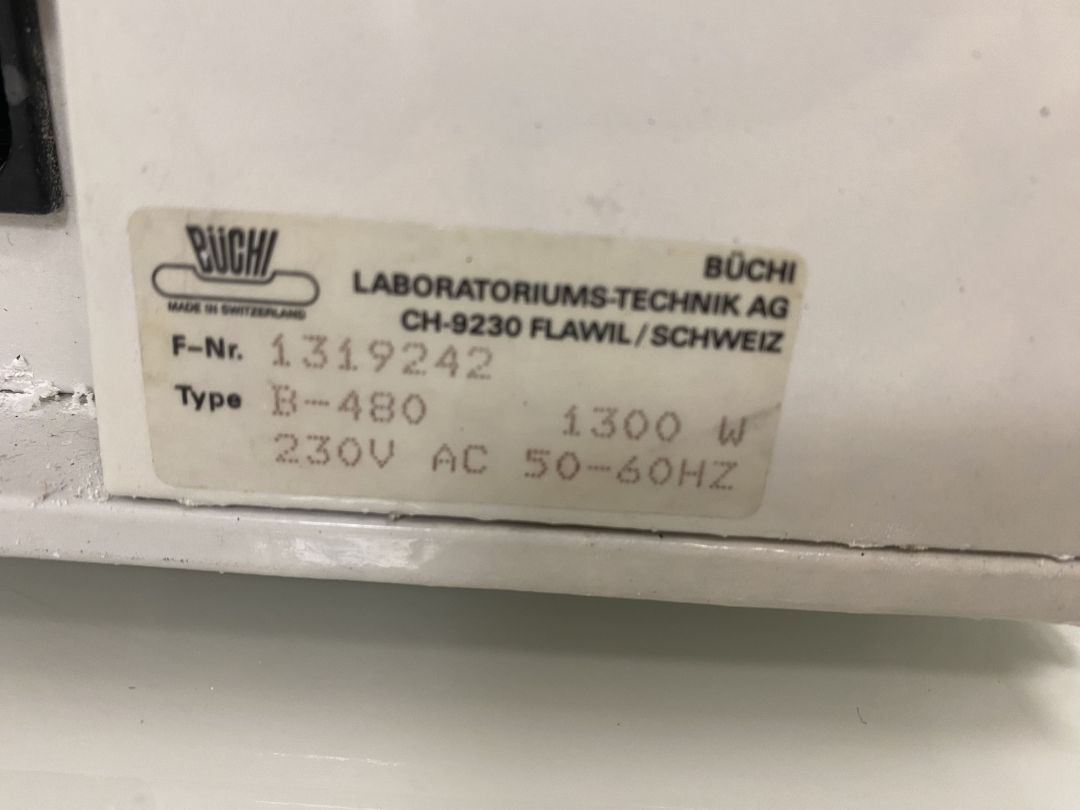 BÜCHI
MADE IN SWITZERLAND
BÜCHI
LABORATORIUMS-TECHNIK AG
CH-9230 FLAWIL/SCHWEIZ
F-Nr. 1319242
Type B-480 1300 W
230V AC 50-60HZ